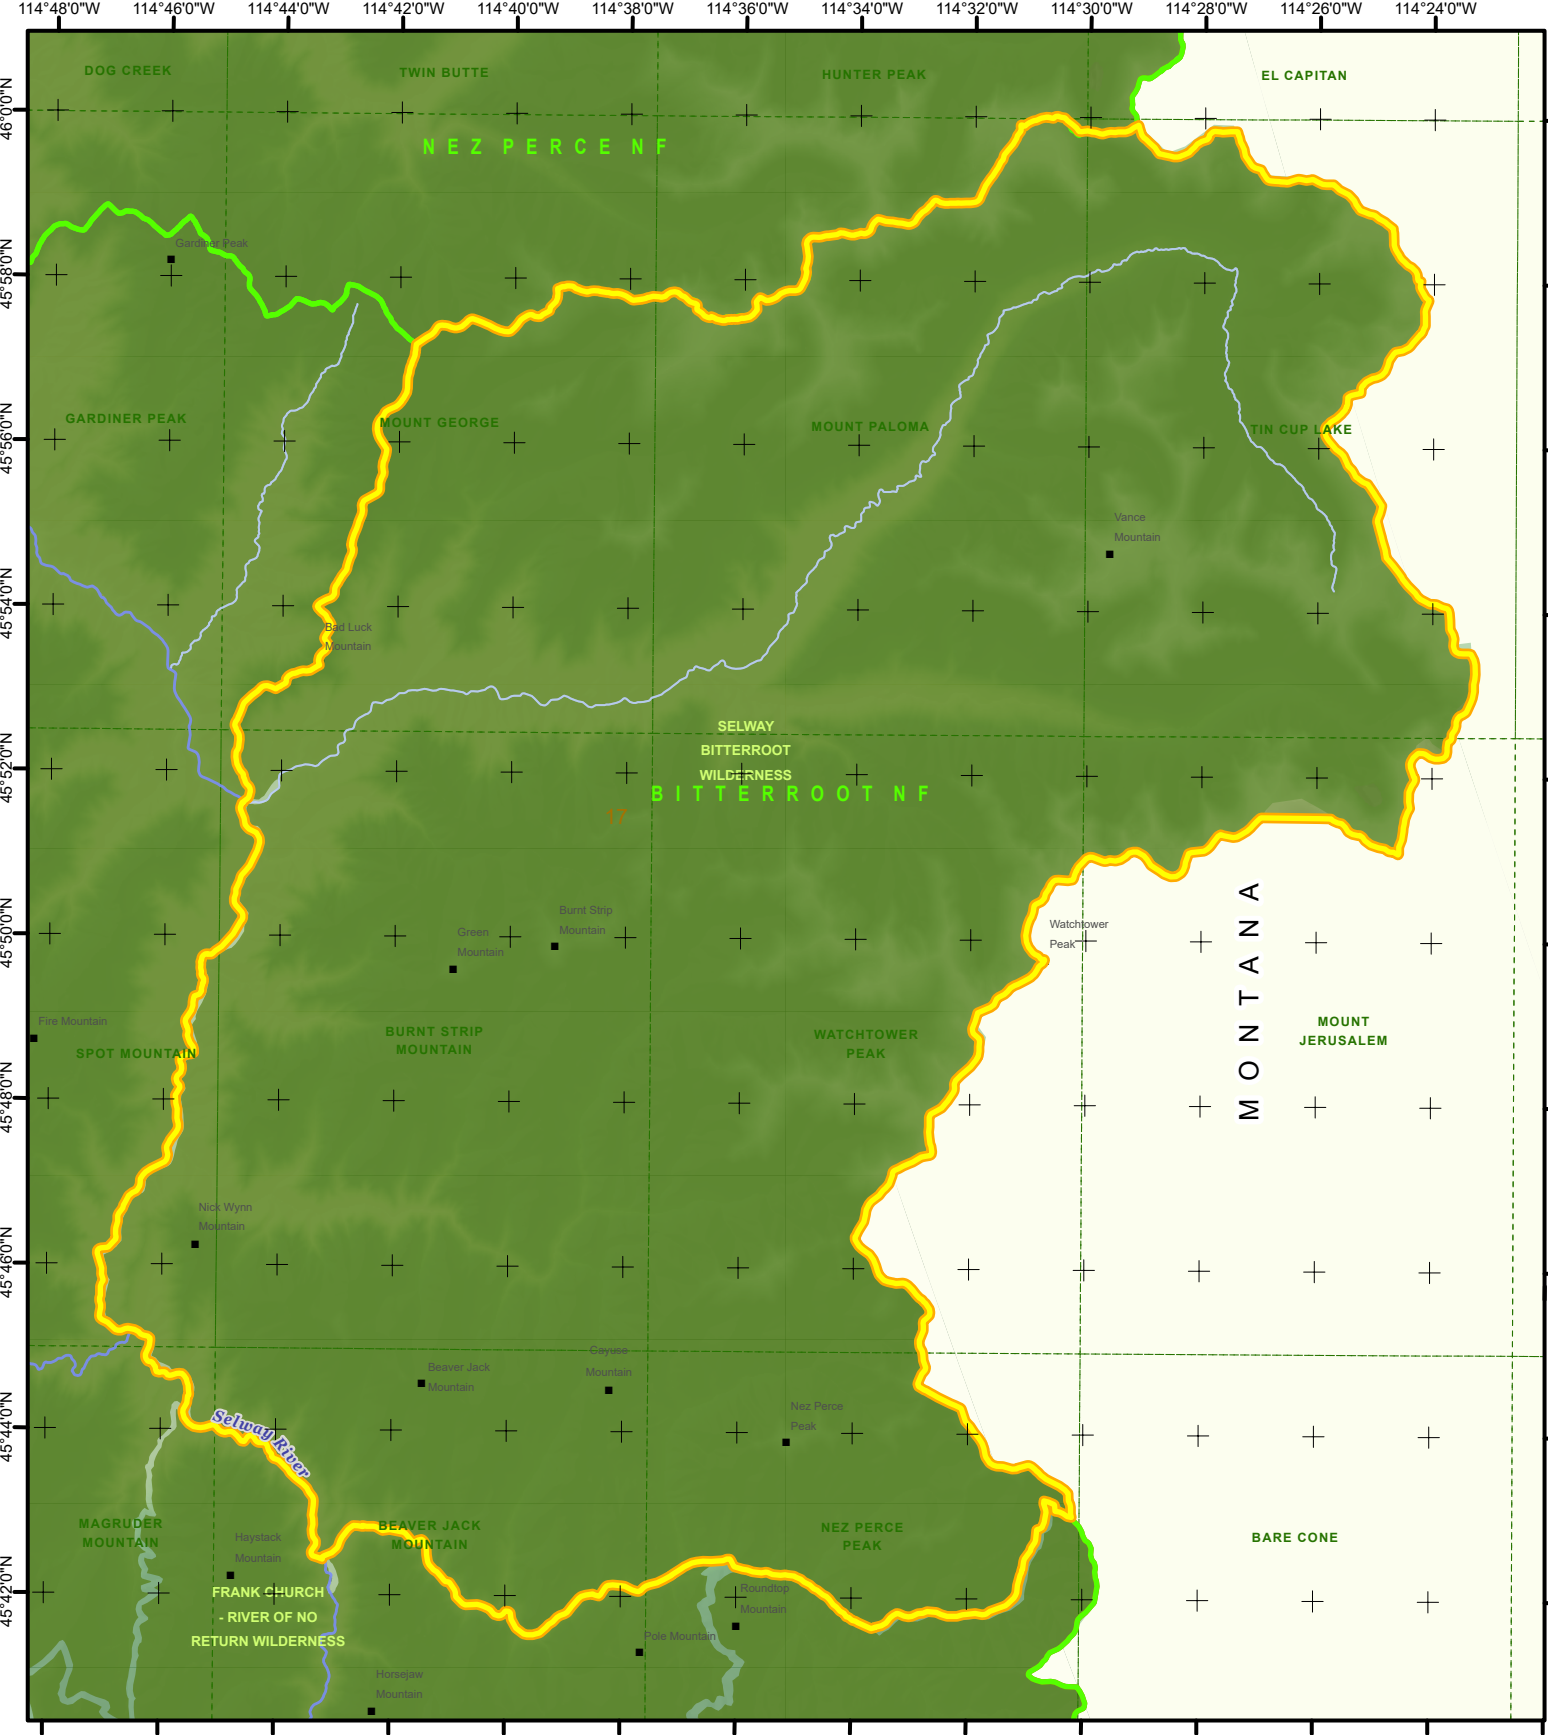 114°48'0"W 114°46'0"W 114°44'0"W 114°42'0"W 114°40'0"W 114°38'0"W 114°36'0"W 114°34'0"W 114°32'0"W 114°30'0"W 114°28'0"W 114°26'0"W 114°24'0"W
DOG CREEK
TWIN BUTTE
HUNTER PEAK
EL CAPITAN
46°0'0"N
NEZ PERCE NF
Gardiner Peak
45°58'0"N
GARDINER PEAK
MOUNT GEORGE
MOUNT PALOMA
TIN CUP LAKE
45°56'0"N
Vance
Mountain
45°54'0"N
Bad Luck
Mountain
SELWAY
BITTERROOT
WILDERNESS
45°52'0"N
BITTERROOT NF
17
MONTANA
Burnt Strip
Mountain
Green
Mountain
Watchtower
Peak
45°50'0"N
Fire Mountain
SPOT MOUNTAIN
BURNT STRIP
MOUNTAIN
WATCHTOWER
PEAK
MOUNT
JERUSALEM
45°48'0"N
Nick Wynn
Mountain
45°46'0"N
Cayuse
Mountain
Beaver Jack
Mountain
Nez Perce
Peak
45°44'0"N
Selway River
MAGRUDER
MOUNTAIN
BEAVER JACK
MOUNTAIN
NEZ PERCE
PEAK
BARE CONE
Haystack
Mountain
45°42'0"N
FRANK CHURCH
- RIVER OF NO
RETURN WILDERNESS
Roundtop
Mountain
Pole Mountain
Horsejaw
Mountain